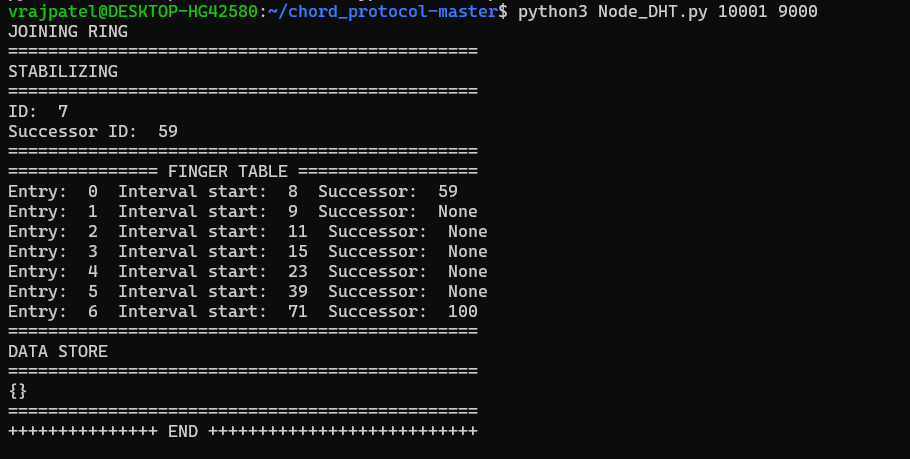 vrajpatel@DESKTOP-HG42580:~/chord_protocol-master$ python3 Node_DHT.py 10001 9000
JOINING RING
===============================================
STABILIZING
===============================================
ID:  7
Successor ID:  59
===============================================
=============== FINGER TABLE ==================
Entry:  0  Interval start:  8  Successor:  59
Entry:  1  Interval start:  9  Successor:  None
Entry:  2  Interval start:  11  Successor:  None
Entry:  3  Interval start:  15  Successor:  None
Entry:  4  Interval start:  23  Successor:  None
Entry:  5  Interval start:  39  Successor:  None
Entry:  6  Interval start:  71  Successor:  100
===============================================
DATA STORE
===============================================
{}
===============================================
+++++++++++++++ END +++++++++++++++++++++++++++